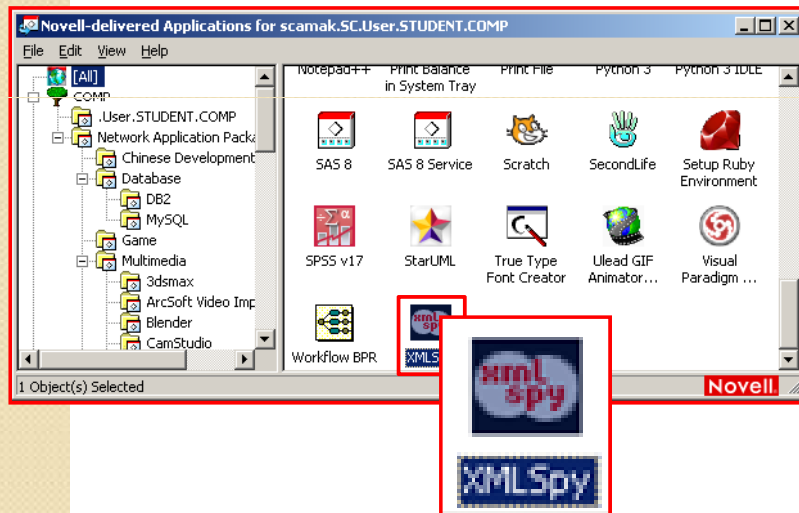 Novell-delivered Applications for scamak.SC.User.STUDENT.COMP
File Edit View Help
[All]
COMP
.User.STUDENT.COMP
Network Application Packa
Chinese Development
Database
DB2
MySQL
Game
Multimedia
3dsmax
ArcSoft Video Imp
Blender
CamStudio
Notepad++
Print Balance
in System Tray
Print File
Python 3
Python 3 IDLE
SAS 8
SAS 8 Service
Scratch
SecondLife
Setup Ruby
Environment
SPSS v17
StarUML
True Type
Font Creator
Ulead GIF
Animator...
Visual
Paradigm ...
Workflow BPR
xml
spy
XMLS
xml
spy
XMLSpy
1 Object(s) Selected
Novell.